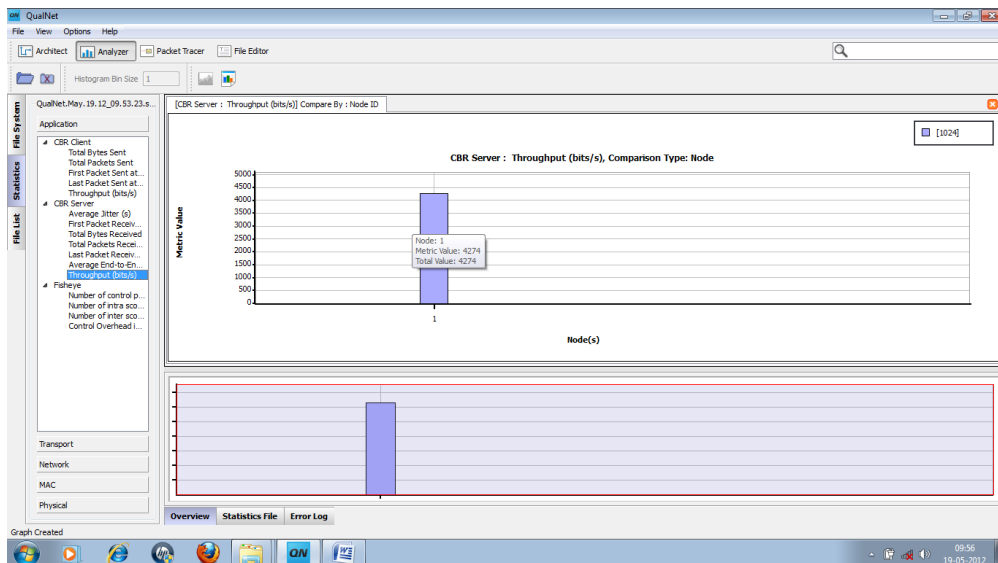 QN QualNet
File View Options Help
Architect Analyzer Packet Tracer File Editor
Histogram Bin Size 1
File System
Statistics
File List
QualNet.May.19.12_09.53.23.s...
Application
CBR Client
Total Bytes Sent
Total Packets Sent
First Packet Sent at...
Last Packet Sent at...
Throughput (bits/s)
CBR Server
Average Jitter (s)
First Packet Receiv...
Total Bytes Received
Total Packets Recei...
Last Packet Receiv...
Average End-to-En...
Throughput (bits/s)
Fisheye
Number of control p...
Number of intra sco...
Number of inter sco...
Control Overhead i...
Transport
Network
MAC
Physical
[CBR Server : Throughput (bits/s)] Compare By : Node ID
[1024]
CBR Server : Throughput (bits/s), Comparison Type: Node
Metric Value
5000
4500
4000
3500
3000
2500
2000
1500
1000
500
0
Node: 1
Metric Value: 4274
Total Value: 4274
1
Node(s)
Overview Statistics File Error Log
Graph Created
hp QN W
09:56
19-05-2012